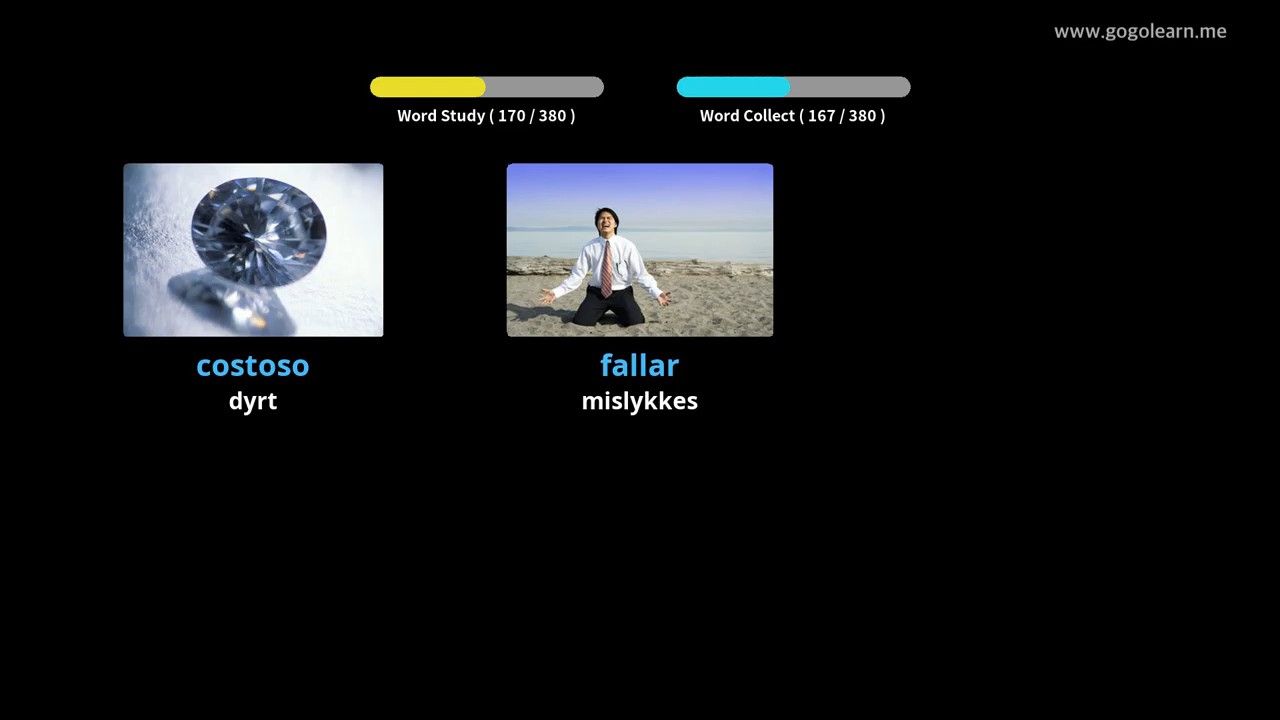 www.gogolearn.me
Word Study ( 170 / 380 )
Word Collect ( 167 / 380 )
costoso
dyrt
fallar
mislykkes